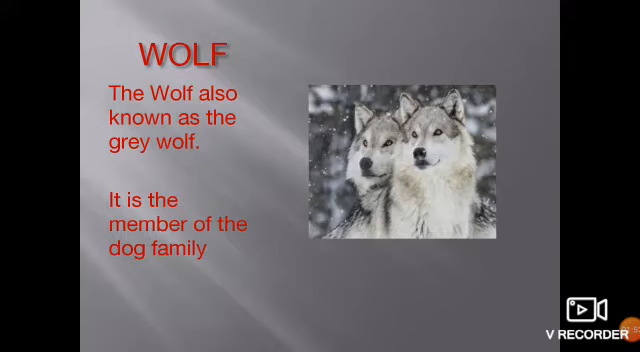 WOLF
The Wolf also
known as the
grey wolf.
It is the
member of the
dog family
V RECORDER